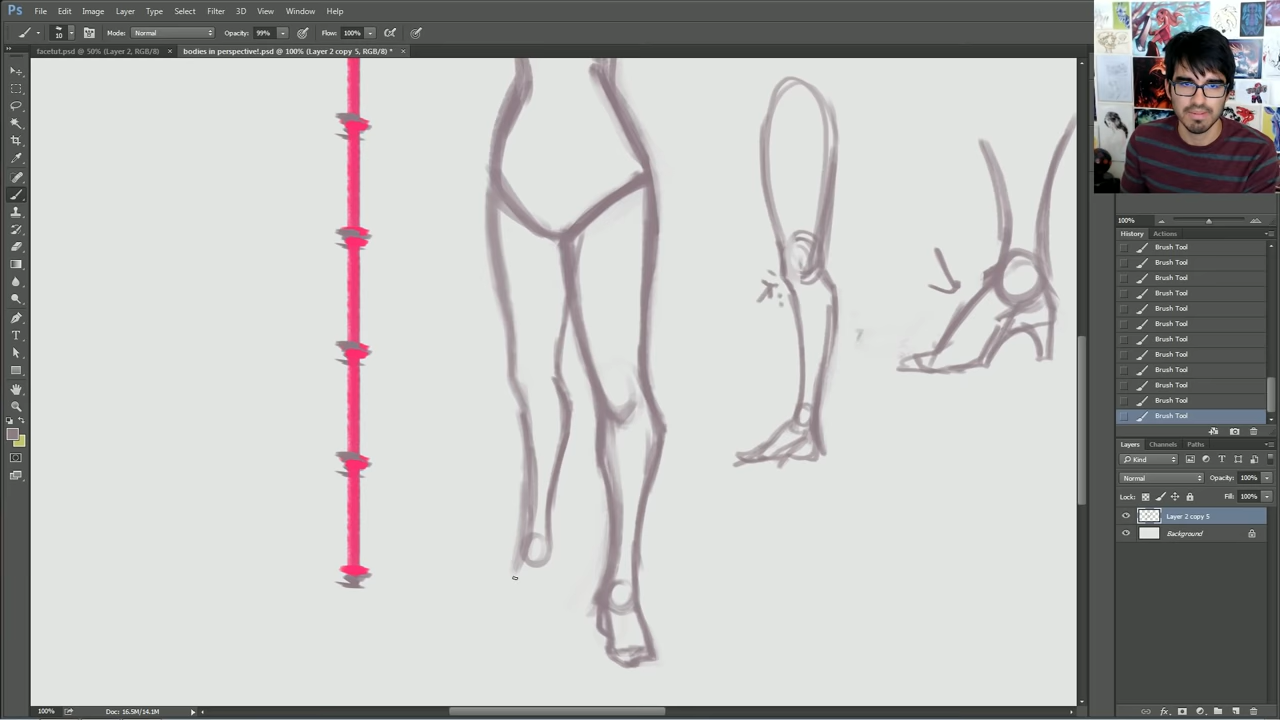 Ps File Edit Image Layer Type Select Filter 3D View Window Help
10 Mode: Normal Opacity: 99% Flow: 100%
facetut.psd @ 50% (Layer 2, RGB/8) × bodies in perspective!.psd @ 100% (Layer 2 copy 5, RGB/8) * ×
100%
History Actions
Brush Tool
Brush Tool
Brush Tool
Brush Tool
Brush Tool
Brush Tool
Brush Tool
Brush Tool
Brush Tool
Brush Tool
Brush Tool
Brush Tool
Layers Channels Paths
Kind
Normal Opacity: 100%
Lock: Fill: 100%
Layer 2 copy 5
Background
100% Doc: 16.5M/14.1M